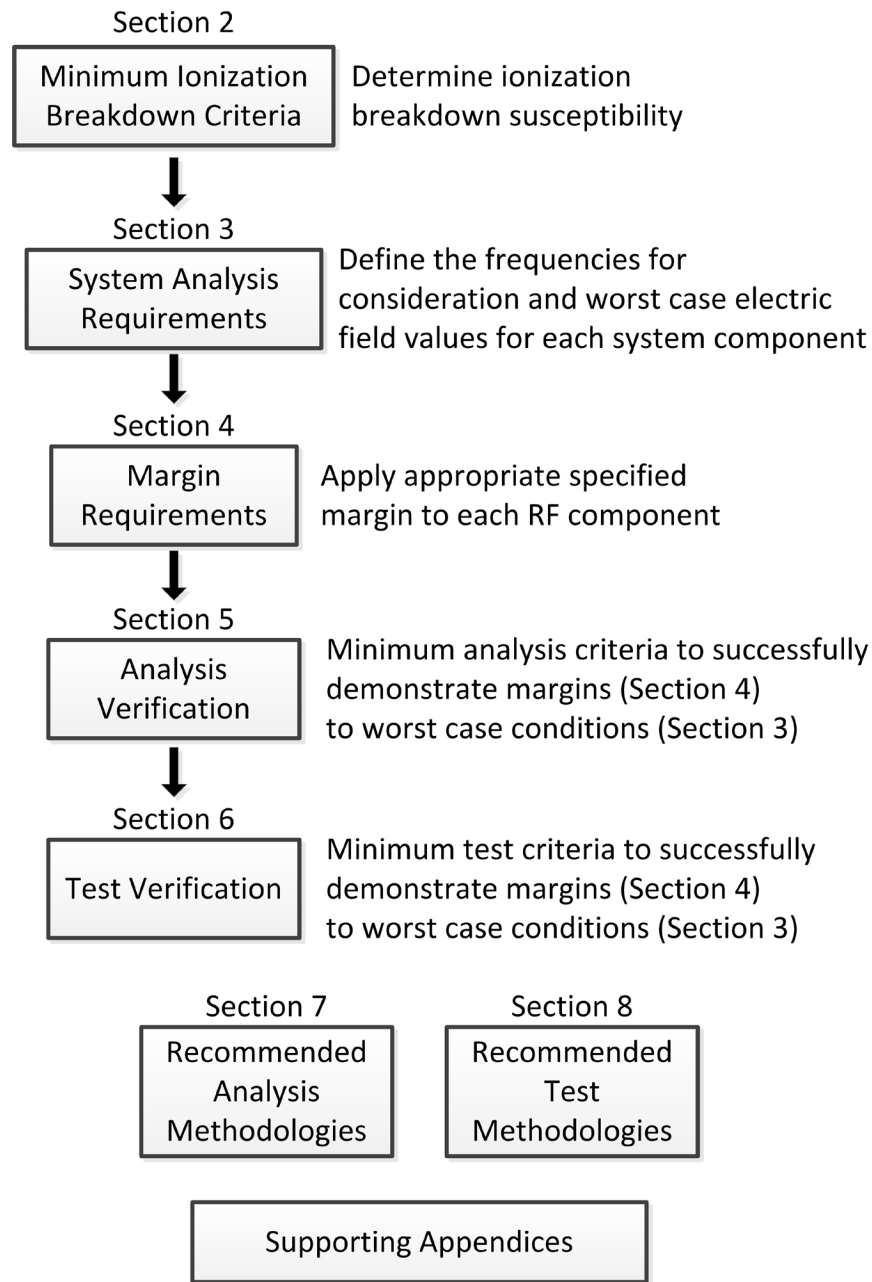 Section 2
Minimum Ionization
Breakdown Criteria
Determine ionization
breakdown susceptibility
Section 3
System Analysis
Requirements
Define the frequencies for
consideration and worst case electric
field values for each system component
Section 4
Margin
Requirements
Apply appropriate specified
margin to each RF component
Section 5
Analysis
Verification
Minimum analysis criteria to successfully
demonstrate margins (Section 4)
to worst case conditions (Section 3)
Section 6
Test Verification
Minimum test criteria to successfully
demonstrate margins (Section 4)
to worst case conditions (Section 3)
Section 7
Recommended
Analysis
Methodologies
Section 8
Recommended
Test
Methodologies
Supporting Appendices